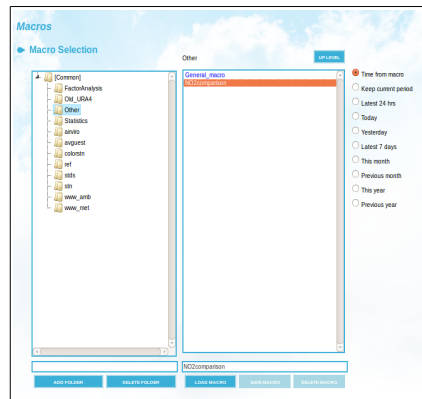 Macros
Macro Selection
Other
UP LEVEL
[Common]
FactorAnalysis
Old_URA4
Other
Statistics
airviro
avguest
colorstn
ref
stds
stn
www_amb
www_met
General_macro
NO2comparison
Time from macro
Keep current period
Latest 24 hrs
Today
Yesterday
Latest 7 days
This month
Previous month
This year
Previous year
NO2comparison
ADD FOLDER
DELETE FOLDER
LOAD MACRO
SAVE MACRO
DELETE MACRO